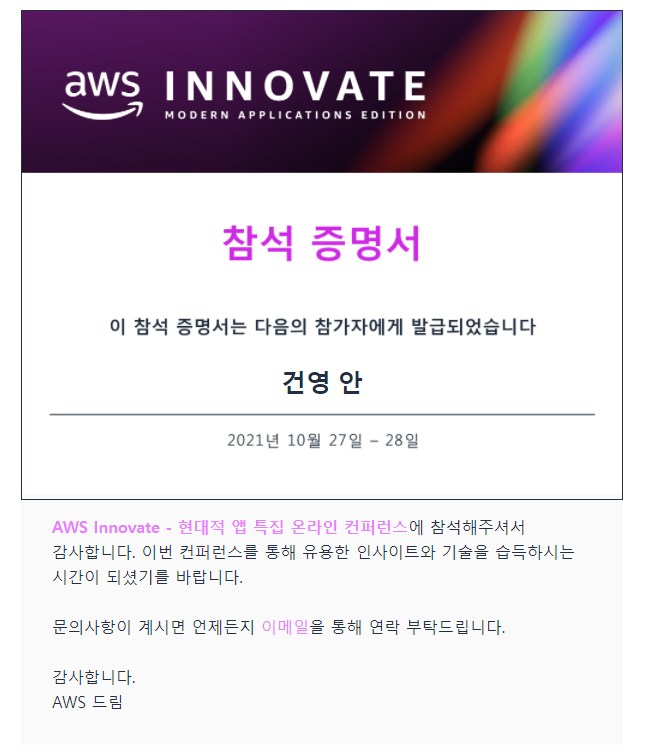 aws INNOVATE
MODERN APPLICATIONS EDITION
참석 증명서
이 참석 증명서는 다음의 참가자에게 발급되었습니다
건영 안
2021년 10월 27일 – 28일
AWS Innovate - 현대적 앱 특집 온라인 컨퍼런스에 참석해주셔서
감사합니다. 이번 컨퍼런스를 통해 유용한 인사이트와 기술을 습득하시는
시간이 되셨기를 바랍니다.
문의사항이 계시면 언제든지 이메일을 통해 연락 부탁드립니다.
감사합니다.
AWS 드림